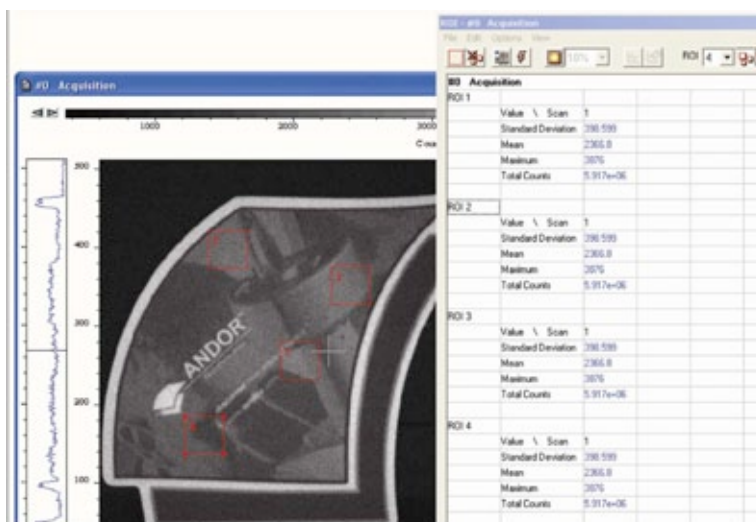 #0 Acquisition
1000 2000 3000
500
400
300
200
100
ANDOR
#0 Acquisition
File Edit Options View
10%
ROI 4
#0 Acquisition
ROI 1
Value \ Scan 1
Standard Deviation 398.599
Mean 2366.8
Maximum 3876
Total Counts 5.917e+06
ROI 2
Value \ Scan 1
Standard Deviation 398.599
Mean 2366.8
Maximum 3876
Total Counts 5.917e+06
ROI 3
Value \ Scan 1
Standard Deviation 398.599
Mean 2366.8
Maximum 3876
Total Counts 5.917e+06
ROI 4
Value \ Scan 1
Standard Deviation 398.599
Mean 2366.8
Maximum 3876
Total Counts 5.917e+06